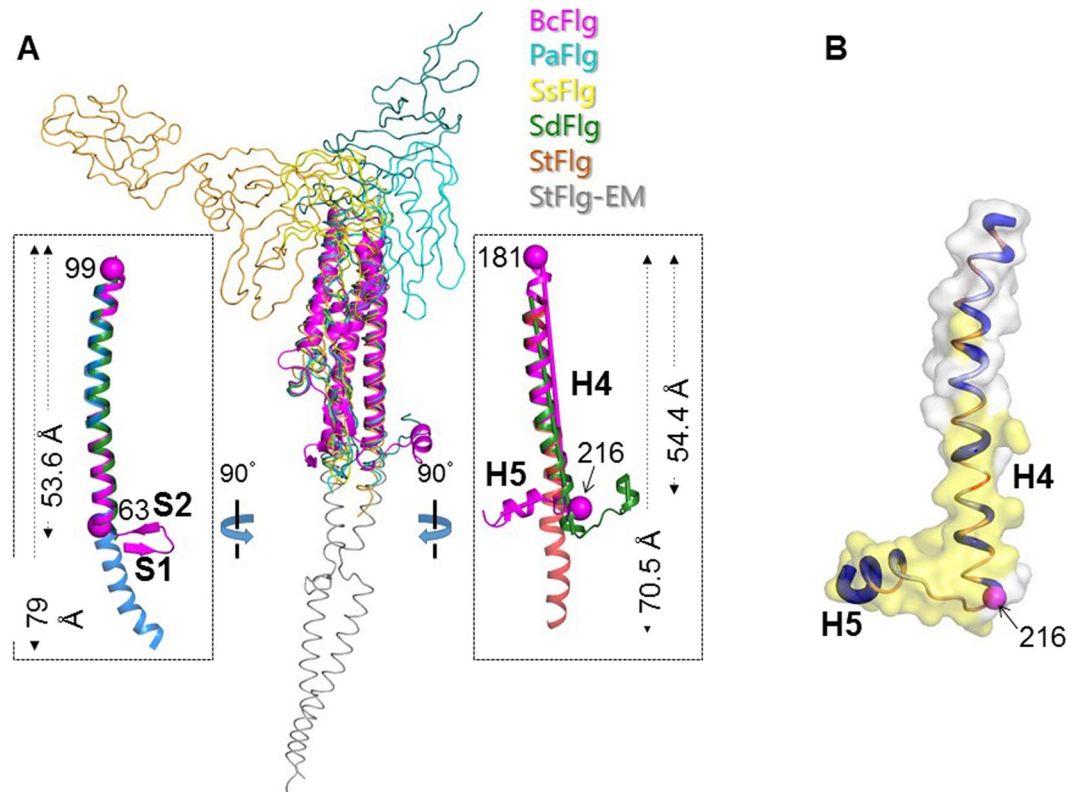 A
BcFlg
PaFlg
SsFlg
SdFlg
StFlg
StFlg-EM
B
99
53.6 Å
63
S2
S1
79 Å
90°
90°
181
H4
H5
216
54.4 Å
70.5 Å
H4
H5
216